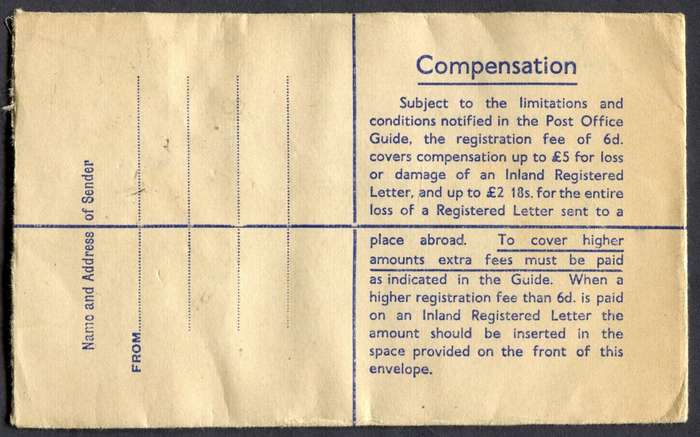 Name and Address of Sender
FROM
Compensation
Subject to the limitations and
conditions notified in the Post Office
Guide, the registration fee of 6d.
covers compensation up to £5 for loss
or damage of an Inland Registered
Letter, and up to £2 18s. for the entire
loss of a Registered Letter sent to a
place abroad. To cover higher
amounts extra fees must be paid
as indicated in the Guide. When a
higher registration fee than 6d. is paid
on an Inland Registered Letter the
amount should be inserted in the
space provided on the front of this
envelope.